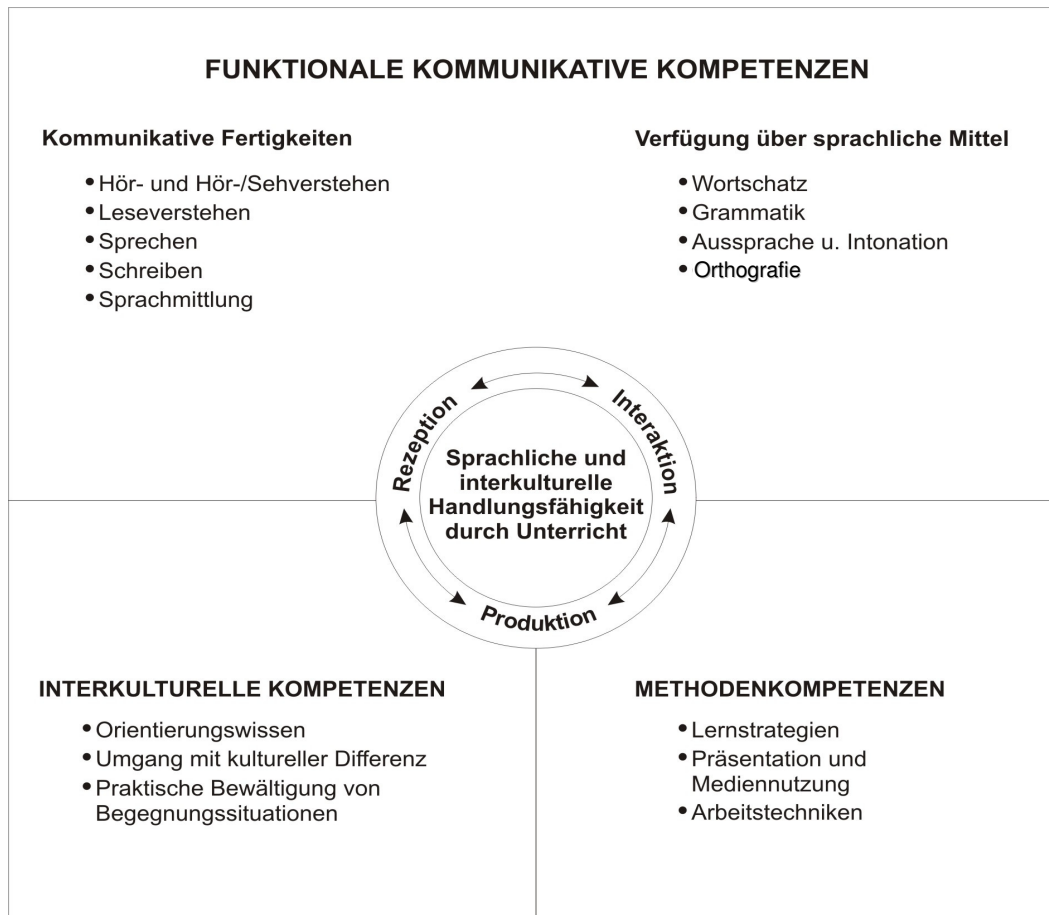 FUNKTIONALE KOMMUNIKATIVE KOMPETENZEN
Kommunikative Fertigkeiten
• Hör- und Hör-/Sehverstehen
• Leseverstehen
• Sprechen
• Schreiben
• Sprachmittlung
Verfügung über sprachliche Mittel
• Wortschatz
• Grammatik
• Aussprache u. Intonation
• Orthografie
Rezeption
Interaktion
Produktion
Sprachliche und
interkulturelle
Handlungsfähigkeit
durch Unterricht
INTERKULTURELLE KOMPETENZEN
• Orientierungswissen
• Umgang mit kultureller Differenz
• Praktische Bewältigung von
Begegnungssituationen
METHODENKOMPETENZEN
• Lernstrategien
• Präsentation und
Mediennutzung
• Arbeitstechniken